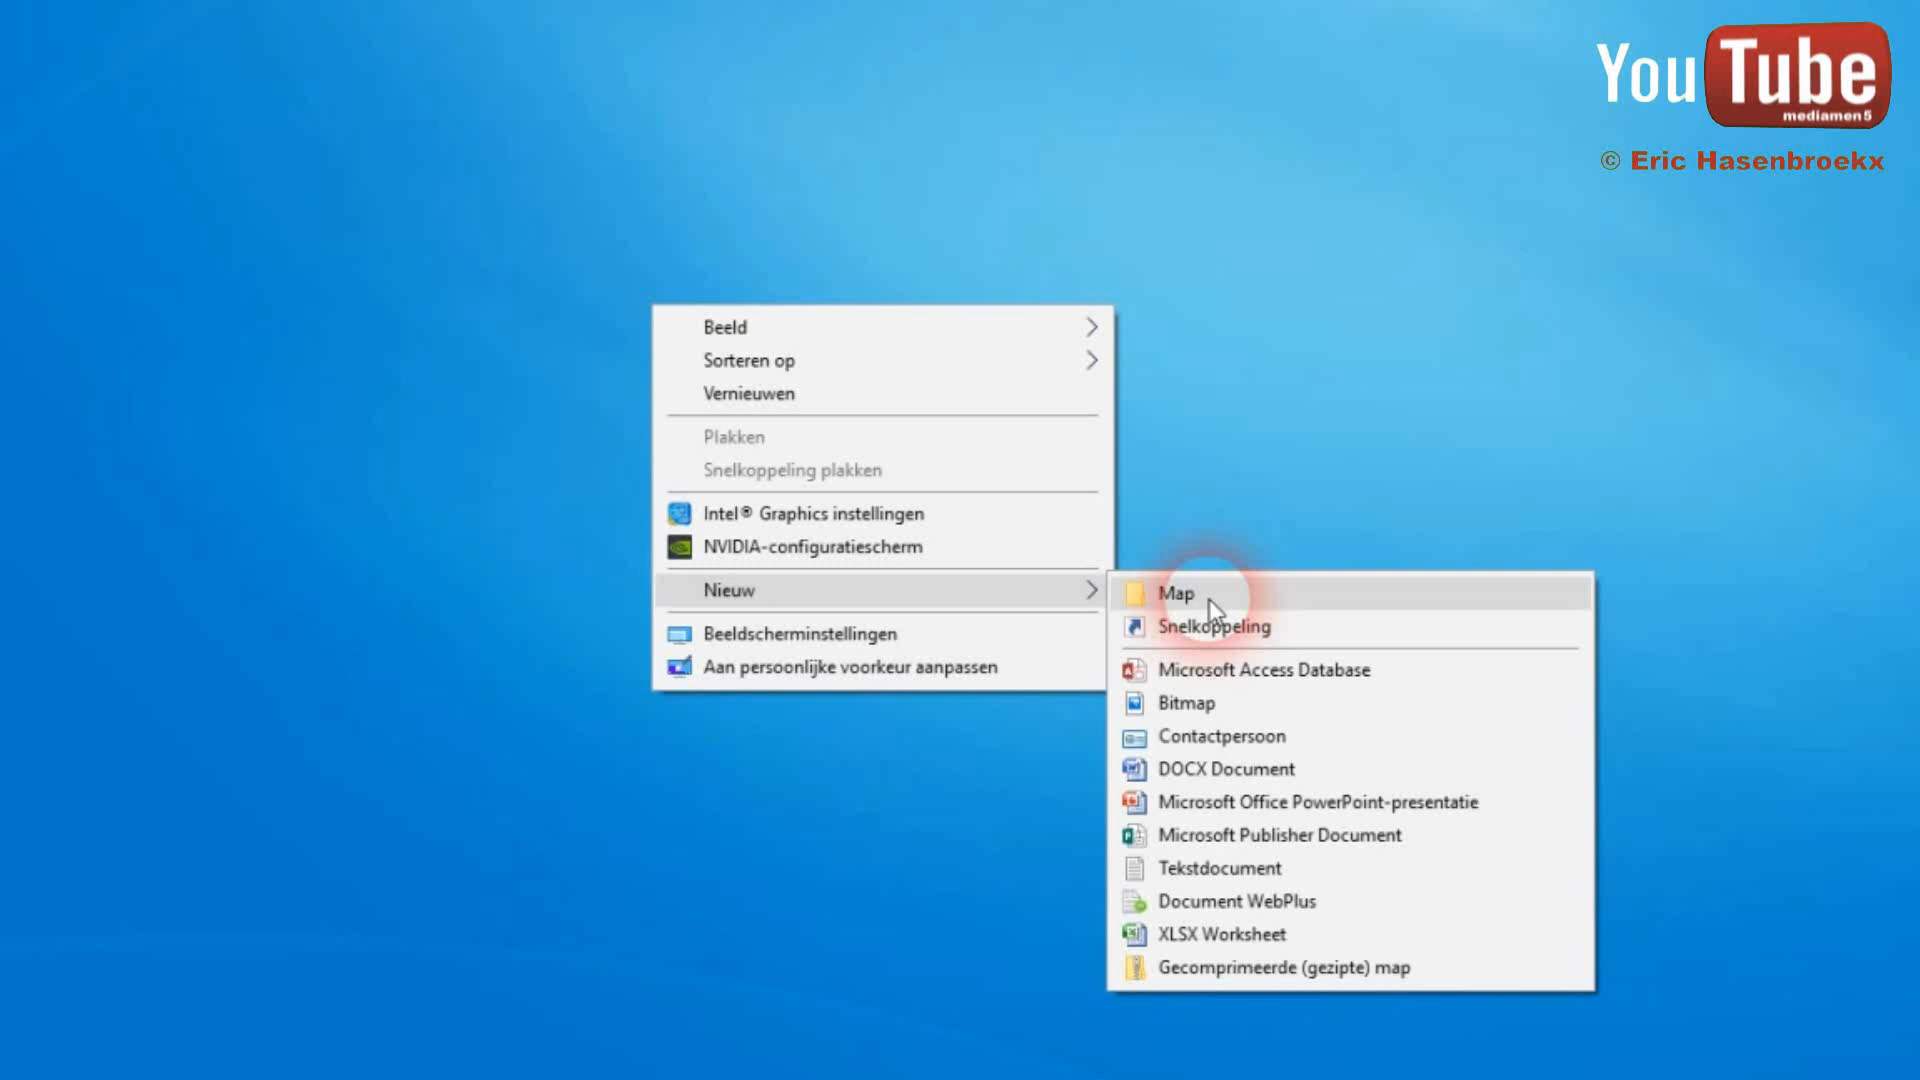 YouTube
mediamen5
© Eric Hasenbroekx
Beeld
Sorteren op
Vernieuwen
Plakken
Snelkoppeling plakken
Intel® Graphics instellingen
NVIDIA-configuratiescherm
Nieuw
Beeldscherminstellingen
Aan persoonlijke voorkeur aanpassen
Map
Snelkoppeling
Microsoft Access Database
Bitmap
Contactpersoon
DOCX Document
Microsoft Office PowerPoint-presentatie
Microsoft Publisher Document
Tekstdocument
Document WebPlus
XLSX Worksheet
Gecomprimeerde (gezipte) map